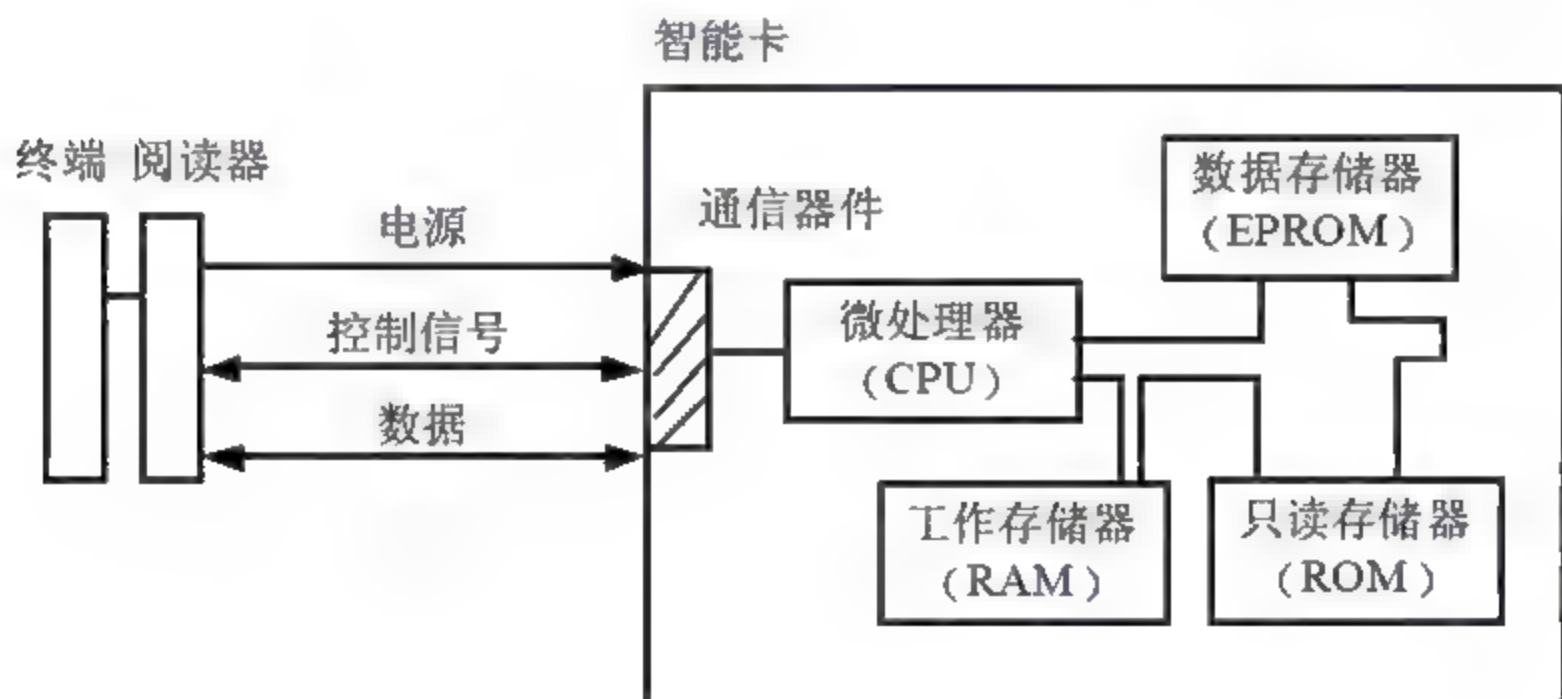 智能卡
终端 阅读器
电源
控制信号
数据
通信器件
微处理器
(CPU)
数据存储器
(EPROM)
工作存储器
(RAM)
只读存储器
(ROM)